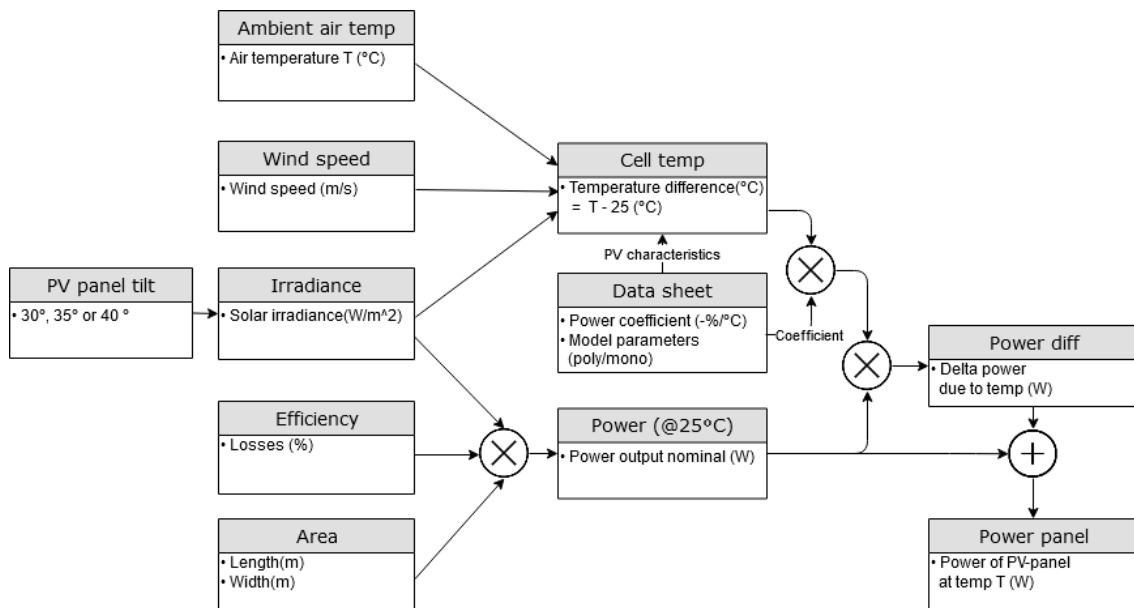 Ambient air temp
• Air temperature T (°C)
Wind speed
• Wind speed (m/s)
Cell temp
• Temperature difference(°C)
= T - 25 (°C)
PV characteristics
PV panel tilt
• 30°, 35° or 40 °
Irradiance
• Solar irradiance(W/m^2)
Data sheet
• Power coefficient (-%/°C)
• Model parameters
(poly/mono)
Coefficient
Power diff
• Delta power
due to temp (W)
Efficiency
• Losses (%)
Power (@25°C)
• Power output nominal (W)
Area
• Length(m)
• Width(m)
Power panel
• Power of PV-panel
at temp T (W)